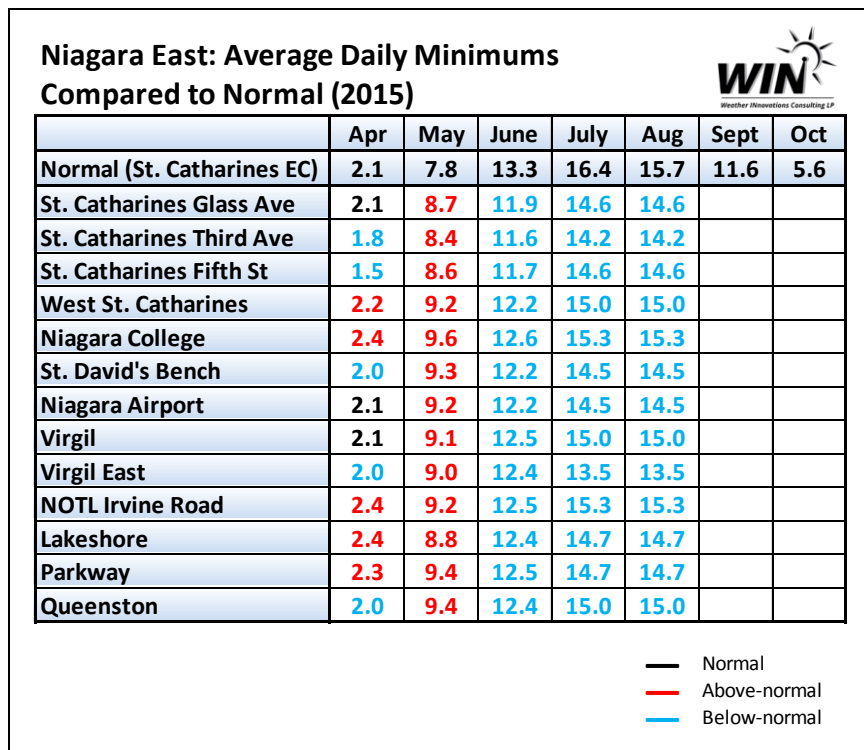 Niagara East: Average Daily Minimums
Compared to Normal (2015)
WIN
Weather INnovations Consulting LP
Apr May June July Aug Sept Oct
Normal (St. Catharines EC) 2.1 7.8 13.3 16.4 15.7 11.6 5.6
St. Catharines Glass Ave 2.1 8.7 11.9 14.6 14.6
St. Catharines Third Ave 1.8 8.4 11.6 14.2 14.2
St. Catharines Fifth St 1.5 8.6 11.7 14.6 14.6
West St. Catharines 2.2 9.2 12.2 15.0 15.0
Niagara College 2.4 9.6 12.6 15.3 15.3
St. David's Bench 2.0 9.3 12.2 14.5 14.5
Niagara Airport 2.1 9.2 12.2 14.5 14.5
Virgil 2.1 9.1 12.5 15.0 15.0
Virgil East 2.0 9.0 12.4 13.5 13.5
NOTL Irvine Road 2.4 9.2 12.5 15.3 15.3
Lakeshore 2.4 8.8 12.4 14.7 14.7
Parkway 2.3 9.4 12.5 14.7 14.7
Queenston 2.0 9.4 12.4 15.0 15.0
Normal
Above-normal
Below-normal